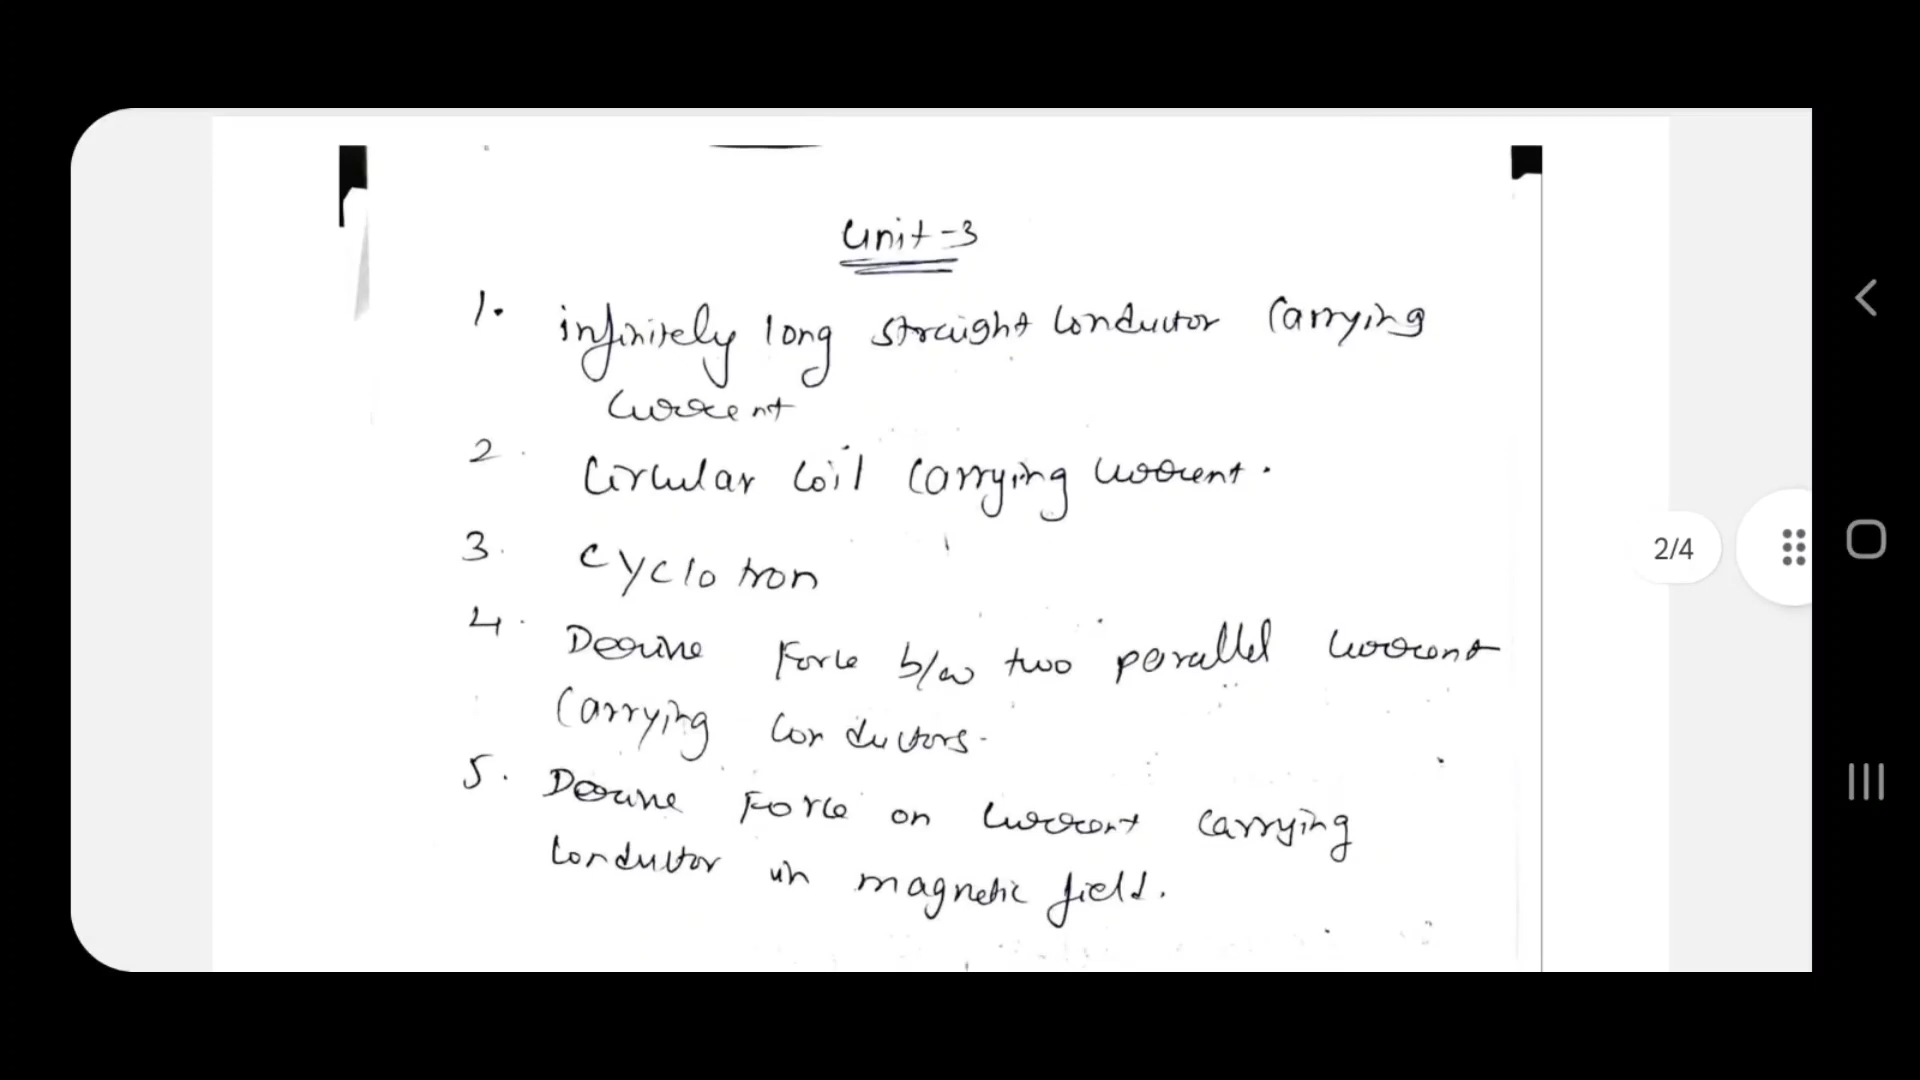 Unit-3
1. infinitely long straight conductor carrying
current
2. Circular coil carrying current.
3. Cyclotron
4. Derive Force b/w two parallel current
carrying conductors.
5. Derive Force on current carrying
conductor in magnetic field.
2/4